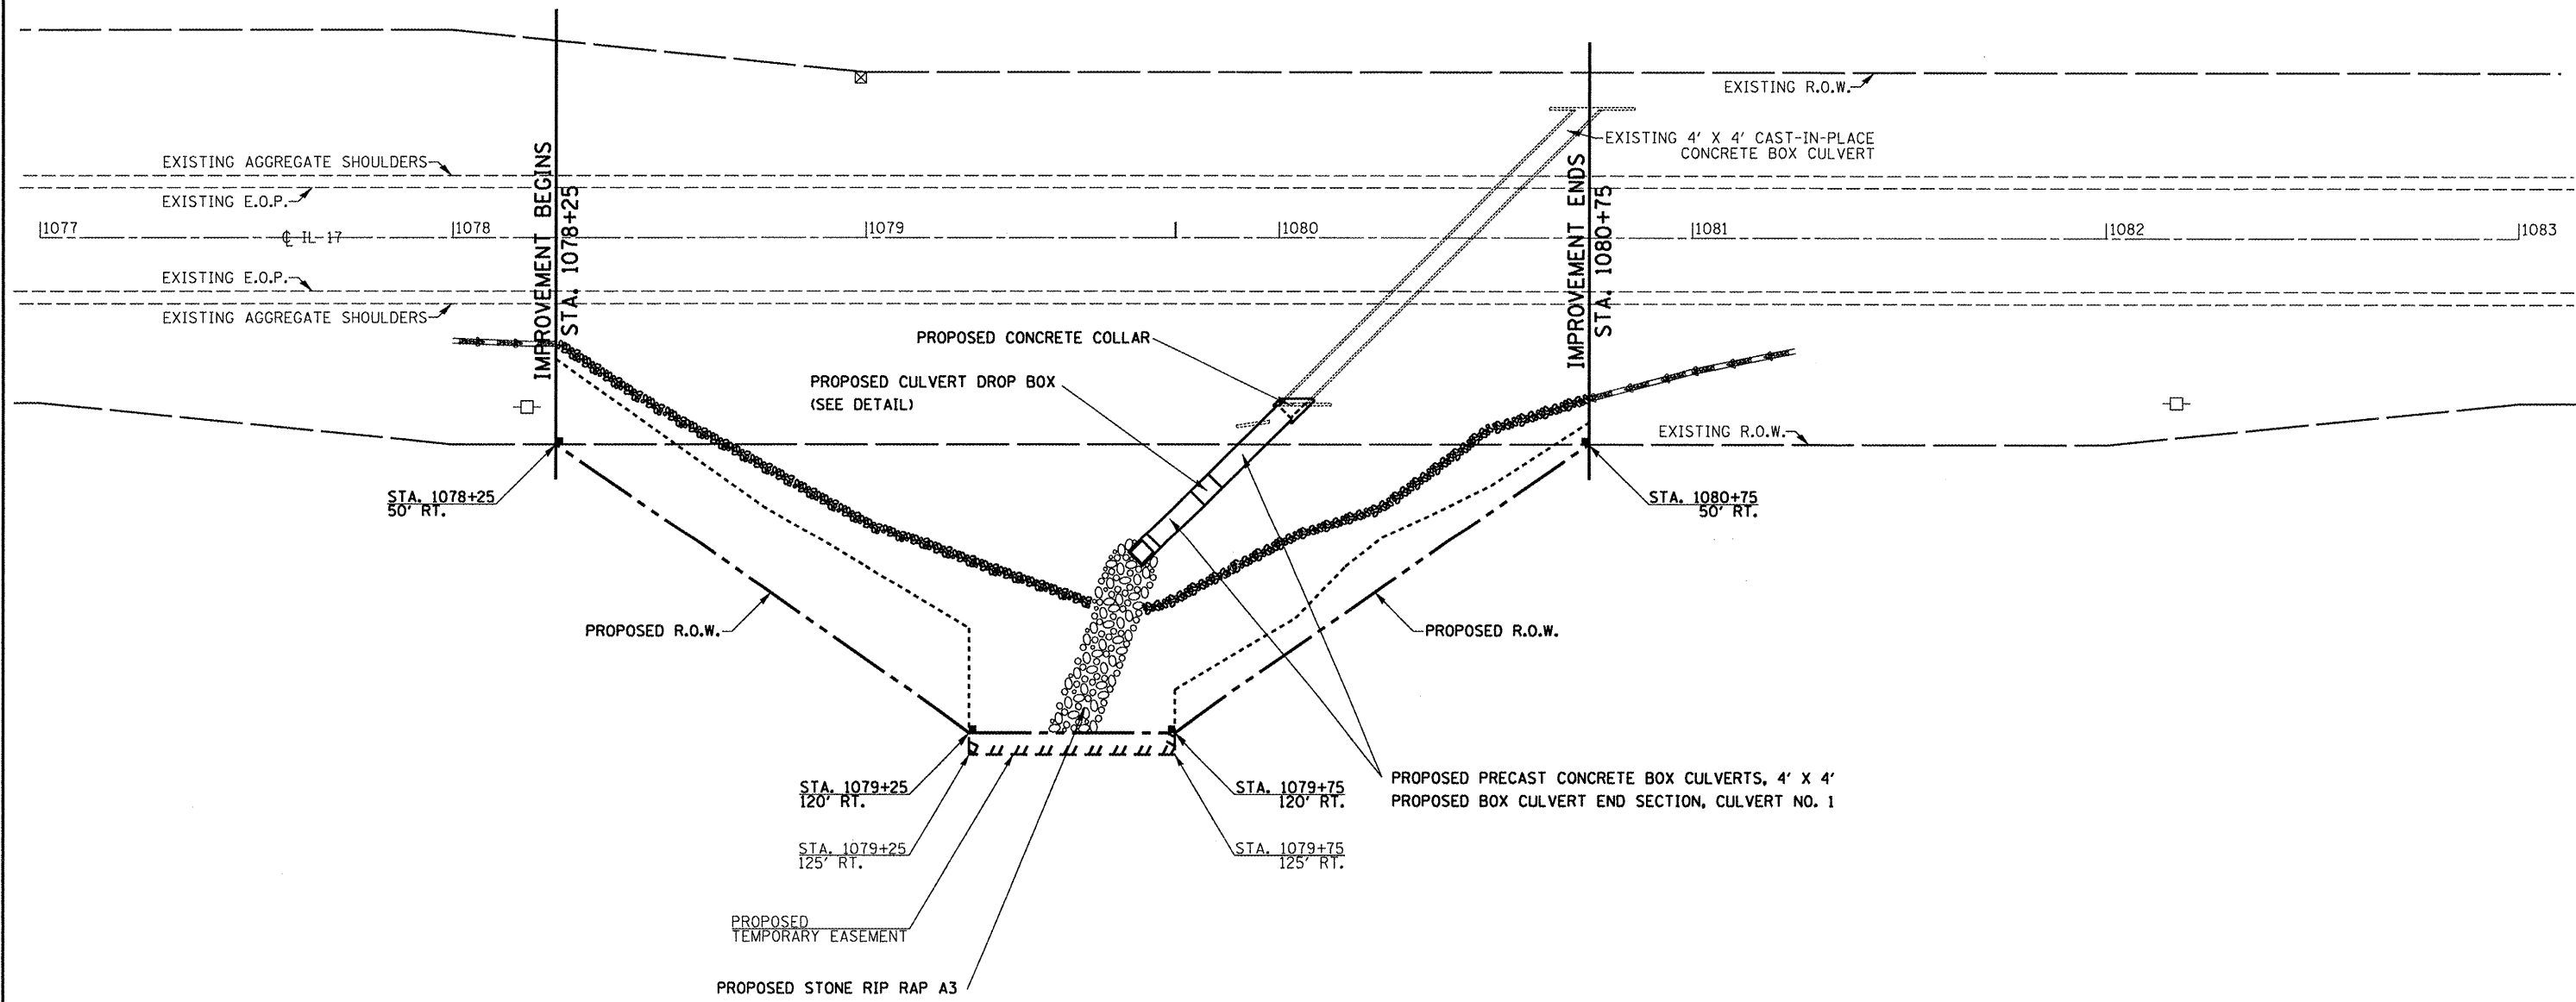 EXISTING R.O.W.
EXISTING 4' X 4' CAST-IN-PLACE
CONCRETE BOX CULVERT
EXISTING AGGREGATE SHOULDERS
EXISTING E.O.P.
IMPROVEMENT BEGINS
STA. 1078+25
IMPROVEMENT ENDS
STA. 1080+75
1077
℄ IL 17
1078
1079
1080
1081
1082
1083
EXISTING E.O.P.
EXISTING AGGREGATE SHOULDERS
PROPOSED CONCRETE COLLAR
PROPOSED CULVERT DROP BOX
(SEE DETAIL)
EXISTING R.O.W.
STA. 1078+25
50' RT.
STA. 1080+75
50' RT.
PROPOSED R.O.W.
PROPOSED R.O.W.
STA. 1079+25
120' RT.
STA. 1079+75
120' RT.
PROPOSED PRECAST CONCRETE BOX CULVERTS, 4' X 4'
PROPOSED BOX CULVERT END SECTION, CULVERT NO. 1
STA. 1079+25
125' RT.
STA. 1079+75
125' RT.
PROPOSED
TEMPORARY EASEMENT
PROPOSED STONE RIP RAP A3